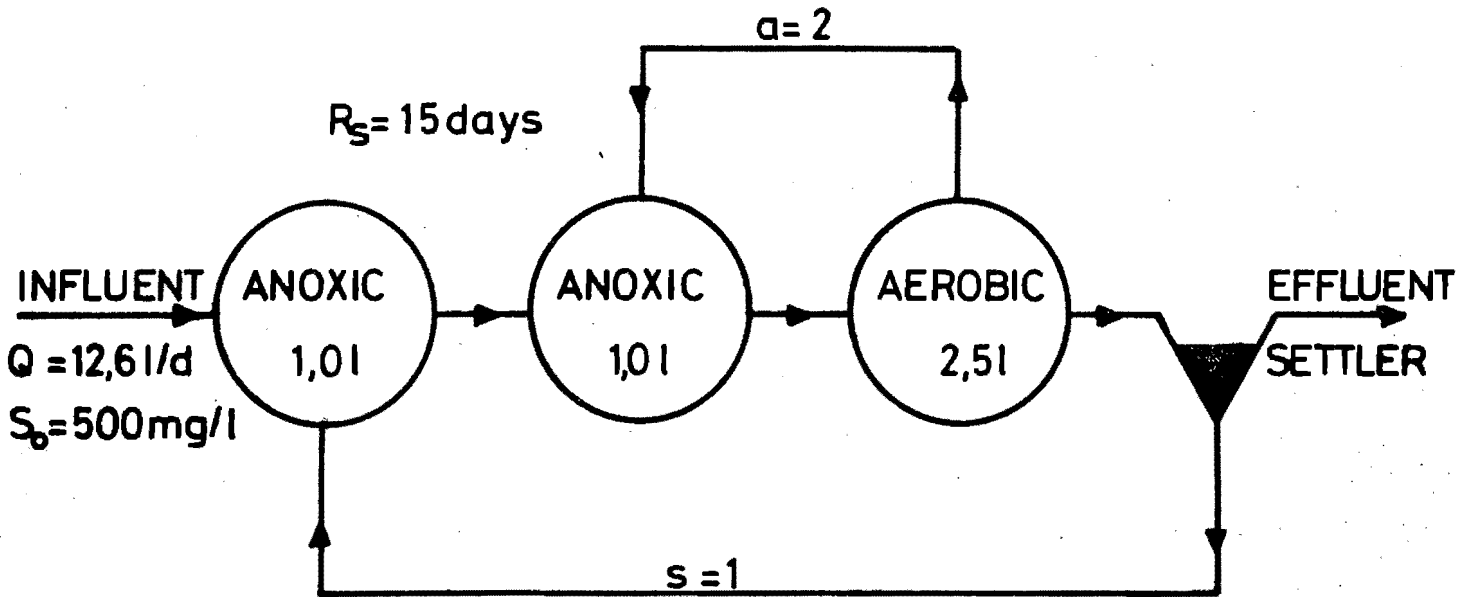 a = 2
Rs = 15 days
INFLUENT
Q = 12,6 l/d
So = 500 mg/l
ANOXIC
1,0 l
ANOXIC
1,0 l
AEROBIC
2,5 l
EFFLUENT
SETTLER
s = 1